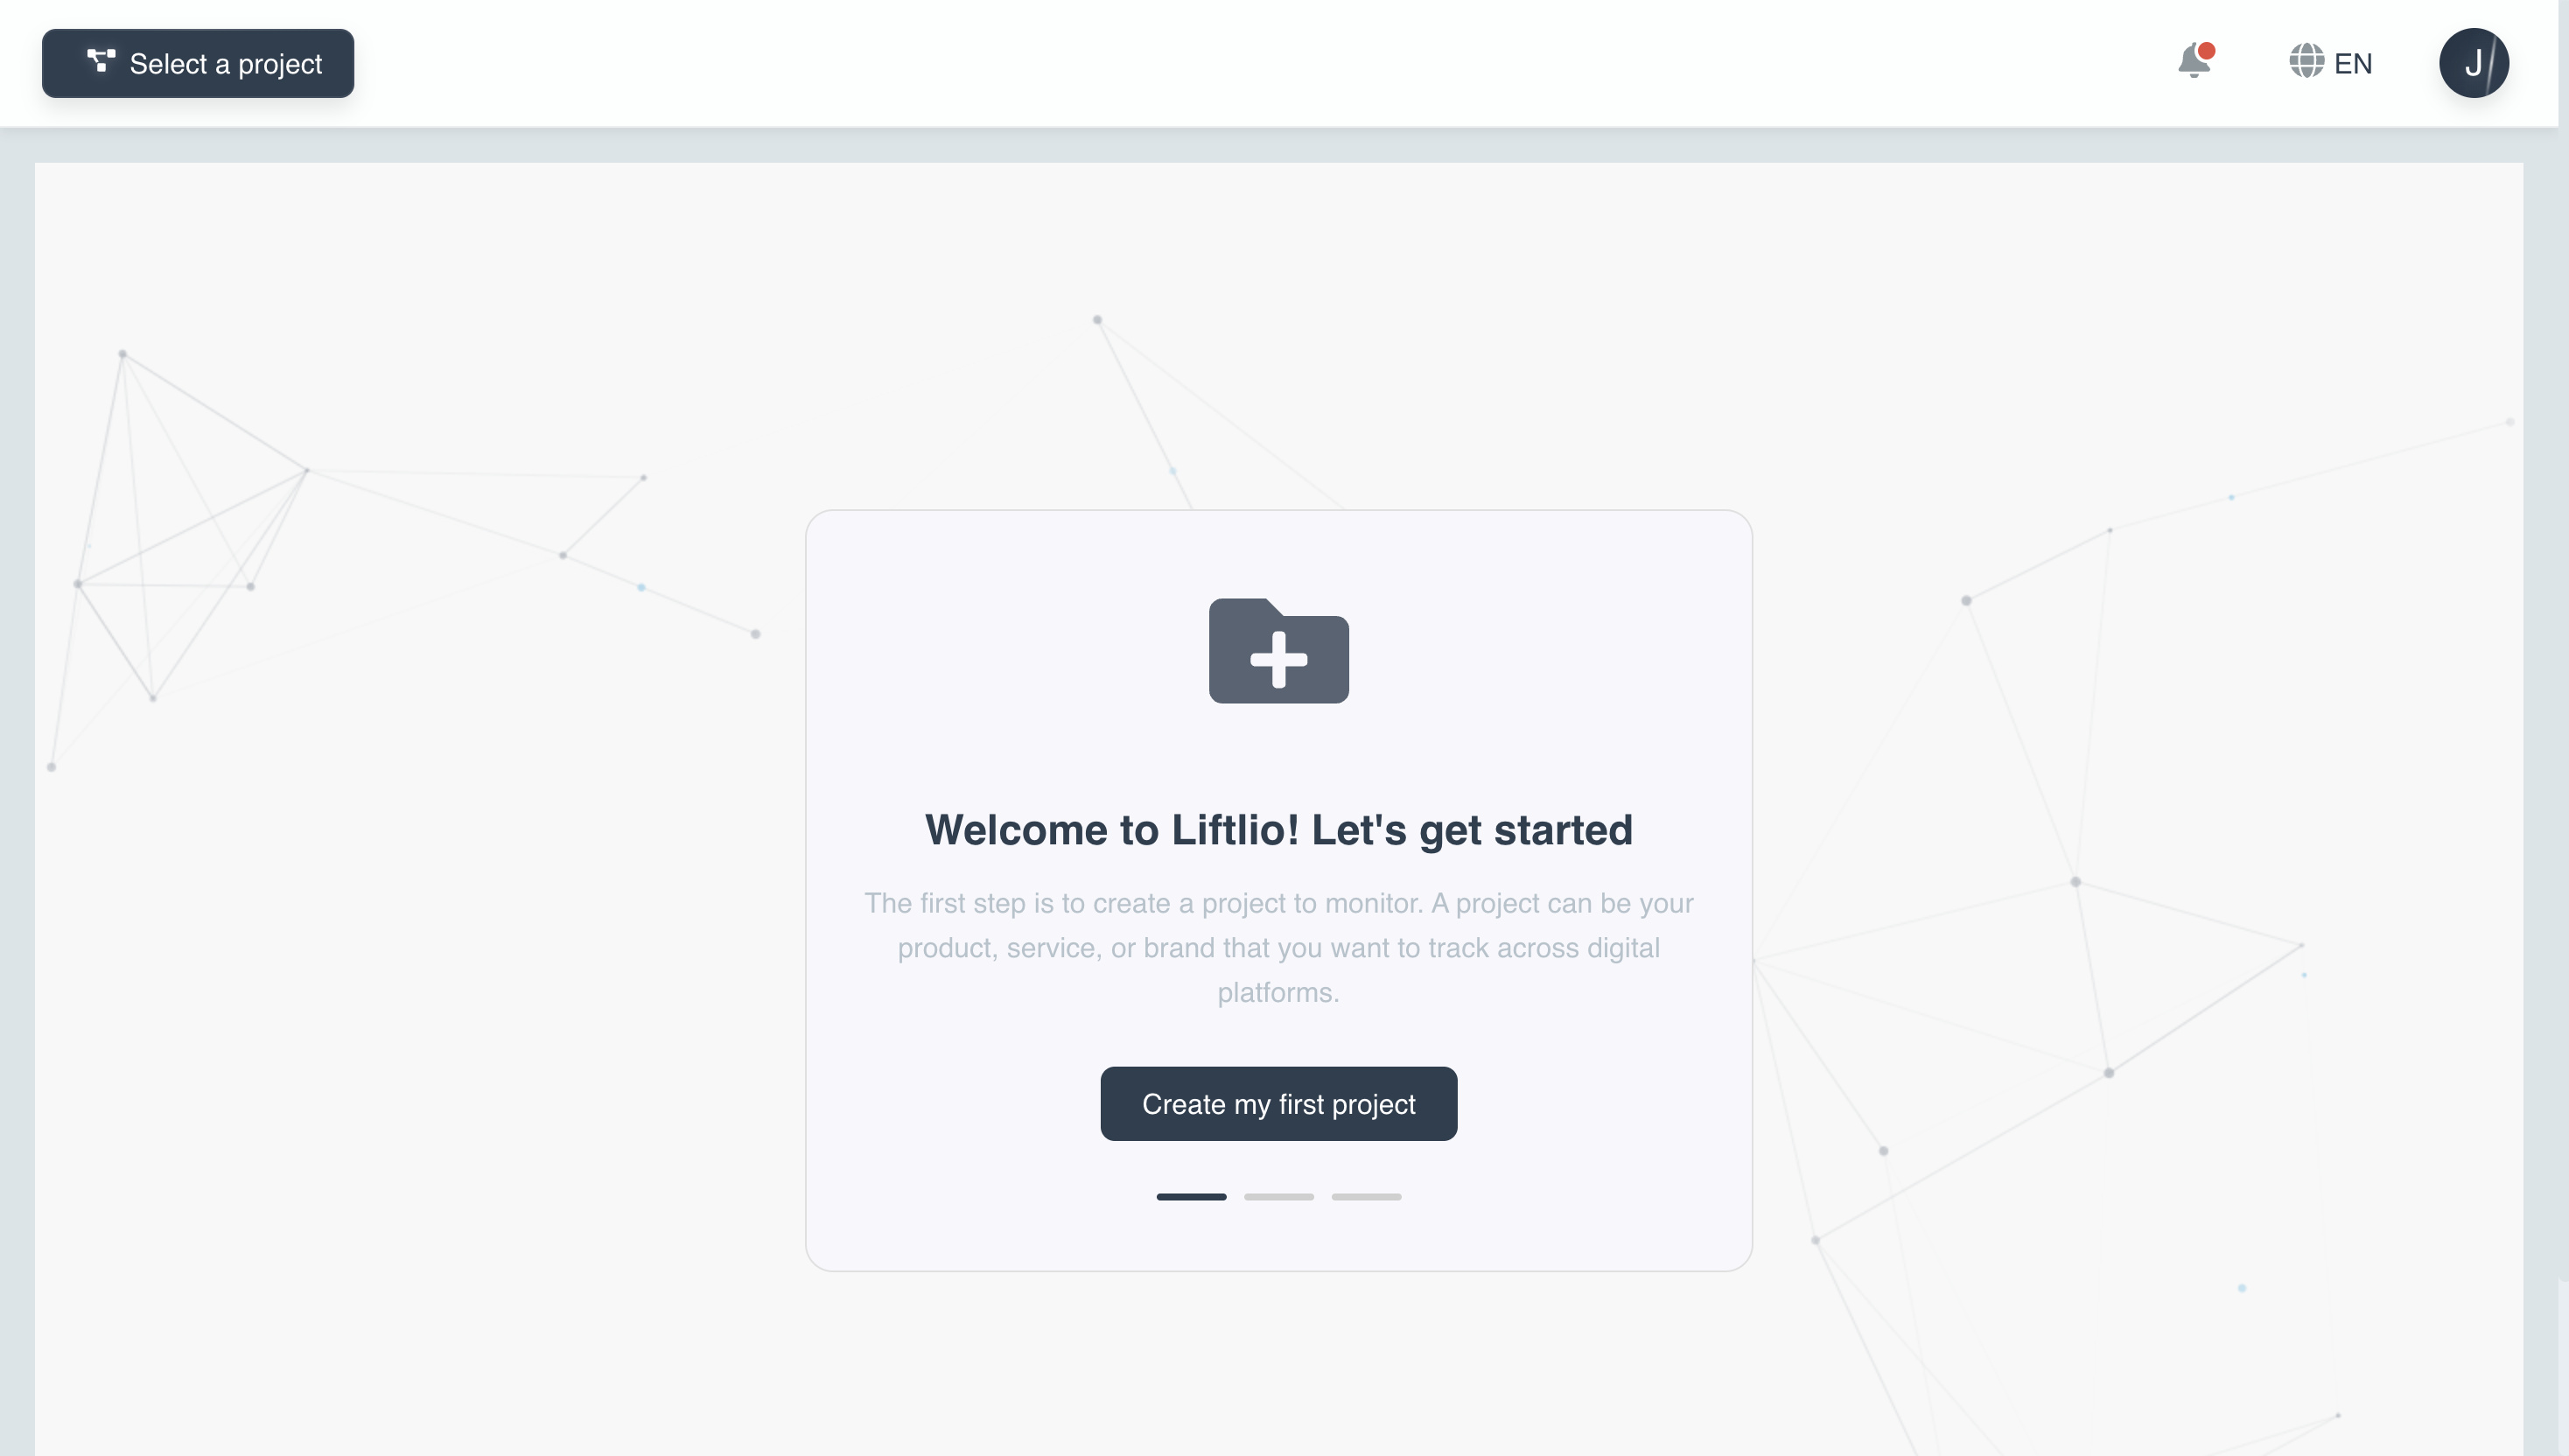 Select a project
EN
J
Welcome to Liftlio! Let's get started
The first step is to create a project to monitor. A project can be your
product, service, or brand that you want to track across digital
platforms.
Create my first project